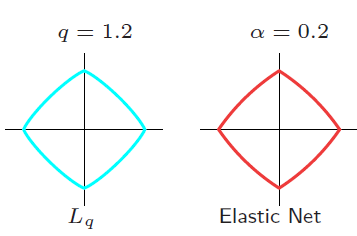 q = 1.2
α = 0.2
L_q
Elastic Net